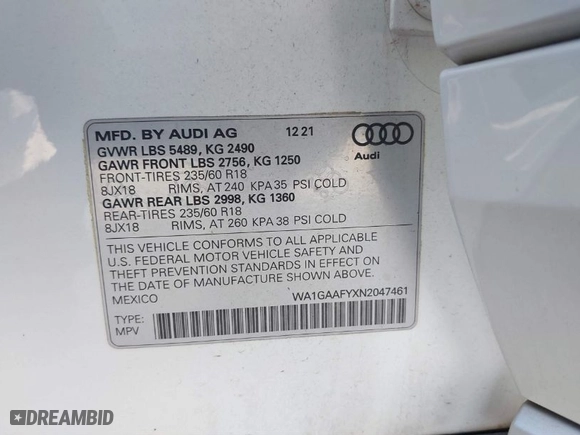 MFD. BY AUDI AG 12 21
GVWR LBS 5489, KG 2490
GAWR FRONT LBS 2756, KG 1250
FRONT-TIRES 235/60 R18
8JX18 RIMS, AT 240 KPA 35 PSI COLD
GAWR REAR LBS 2998, KG 1360
REAR-TIRES 235/60 R18
8JX18 RIMS, AT 260 KPA 38 PSI COLD
Audi
THIS VEHICLE CONFORMS TO ALL APPLICABLE
U.S. FEDERAL MOTOR VEHICLE SAFETY AND
THEFT PREVENTION STANDARDS IN EFFECT ON
THE DATE OF MANUFACTURE SHOWN ABOVE.
MEXICO WA1GAAFYXN2047461
TYPE:
MPV
DREAMBID